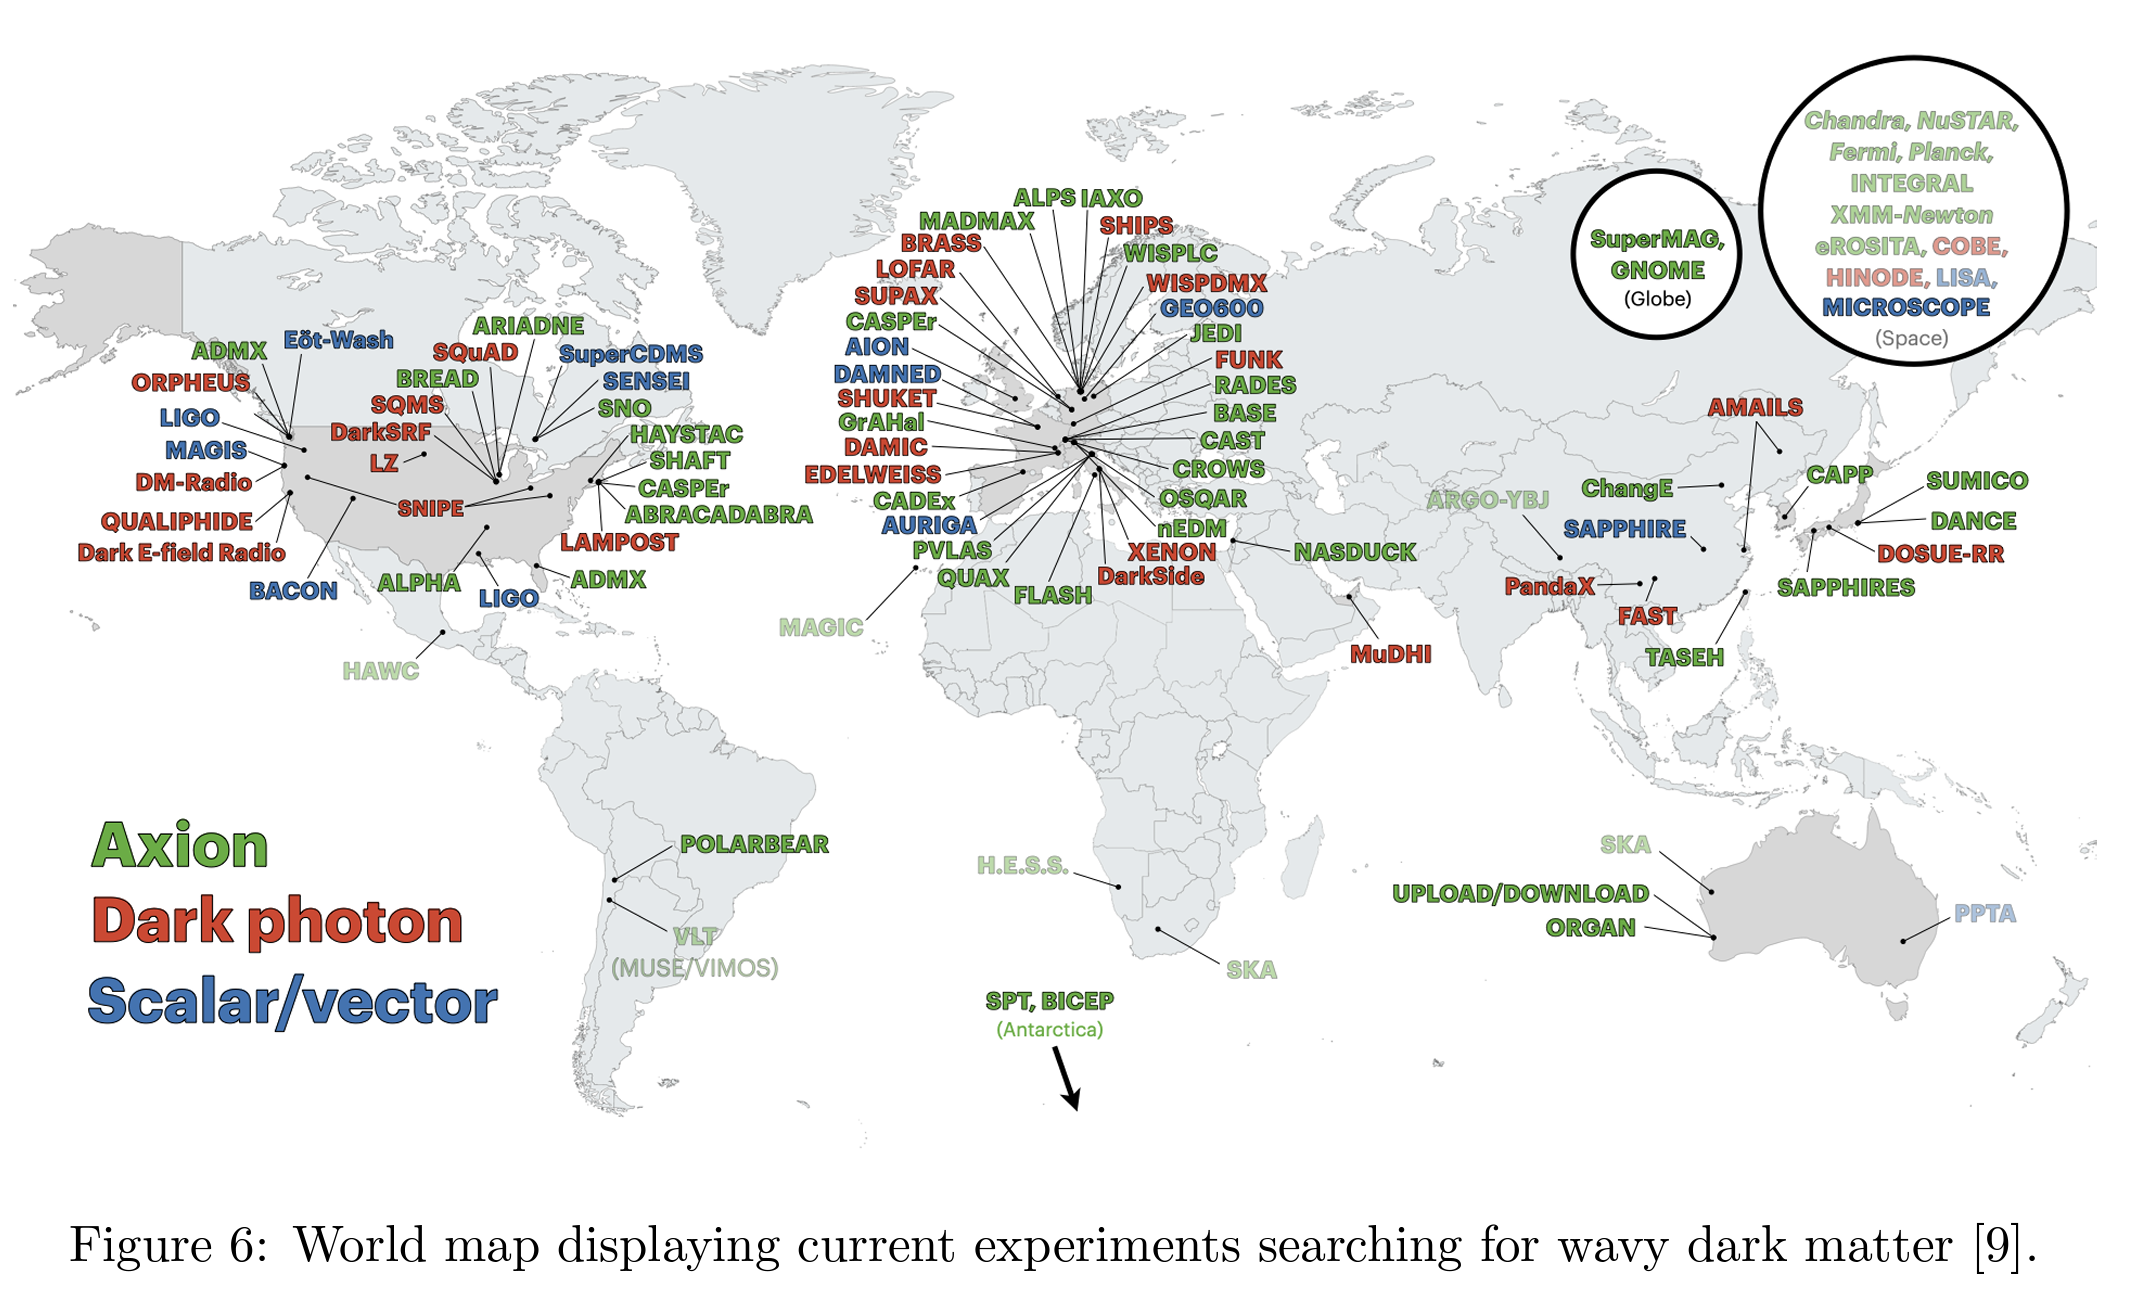 Chandra, NuSTAR,
Fermi, Planck,
INTEGRAL
XMM-Newton
eROSITA, COBE,
HINODE, LISA,
MICROSCOPE
(Space)
SuperMAG,
GNOME
(Globe)
ADMX
Eöt-Wash
ORPHEUS
LIGO
MAGIS
DM-Radio
QUALIPHIDE
Dark E-field Radio
BACON
ARIADNE
SQuAD
BREAD
SQMS
DarkSRF
LZ
SNIPE
SuperCDMS
SENSEI
SNO
HAYSTAC
SHAFT
CASPEr
ABRACADABRA
LAMPOST
ADMX
ALPHA
LIGO
HAWC
ALPS IAXO
MADMAX
BRASS
LOFAR
SUPAX
CASPEr
AION
DAMNED
SHUKET
GrAHal
DAMIC
EDELWEISS
CADEx
AURIGA
PVLAS
QUAX
FLASH
SHIPS
WISPLC
WISPDMX
GEO600
JEDI
FUNK
RADES
BASE
CAST
CROWS
OSQAR
nEDM
XENON
DarkSide
NASDUCK
MAGIC
MuDHI
ARGO-YBJ
AMAILS
ChangE
SAPPHIRE
PandaX
FAST
TASEH
CAPP
SUMICO
DANCE
DOSUE-RR
SAPPHIRES
Axion
Dark photon
Scalar/vector
POLARBEAR
VLT
(MUSE/VIMOS)
H.E.S.S.
SKA
SPT, BICEP
(Antarctica)
SKA
UPLOAD/DOWNLOAD
ORGAN
PPTA
Figure 6: World map displaying current experiments searching for wavy dark matter [9].